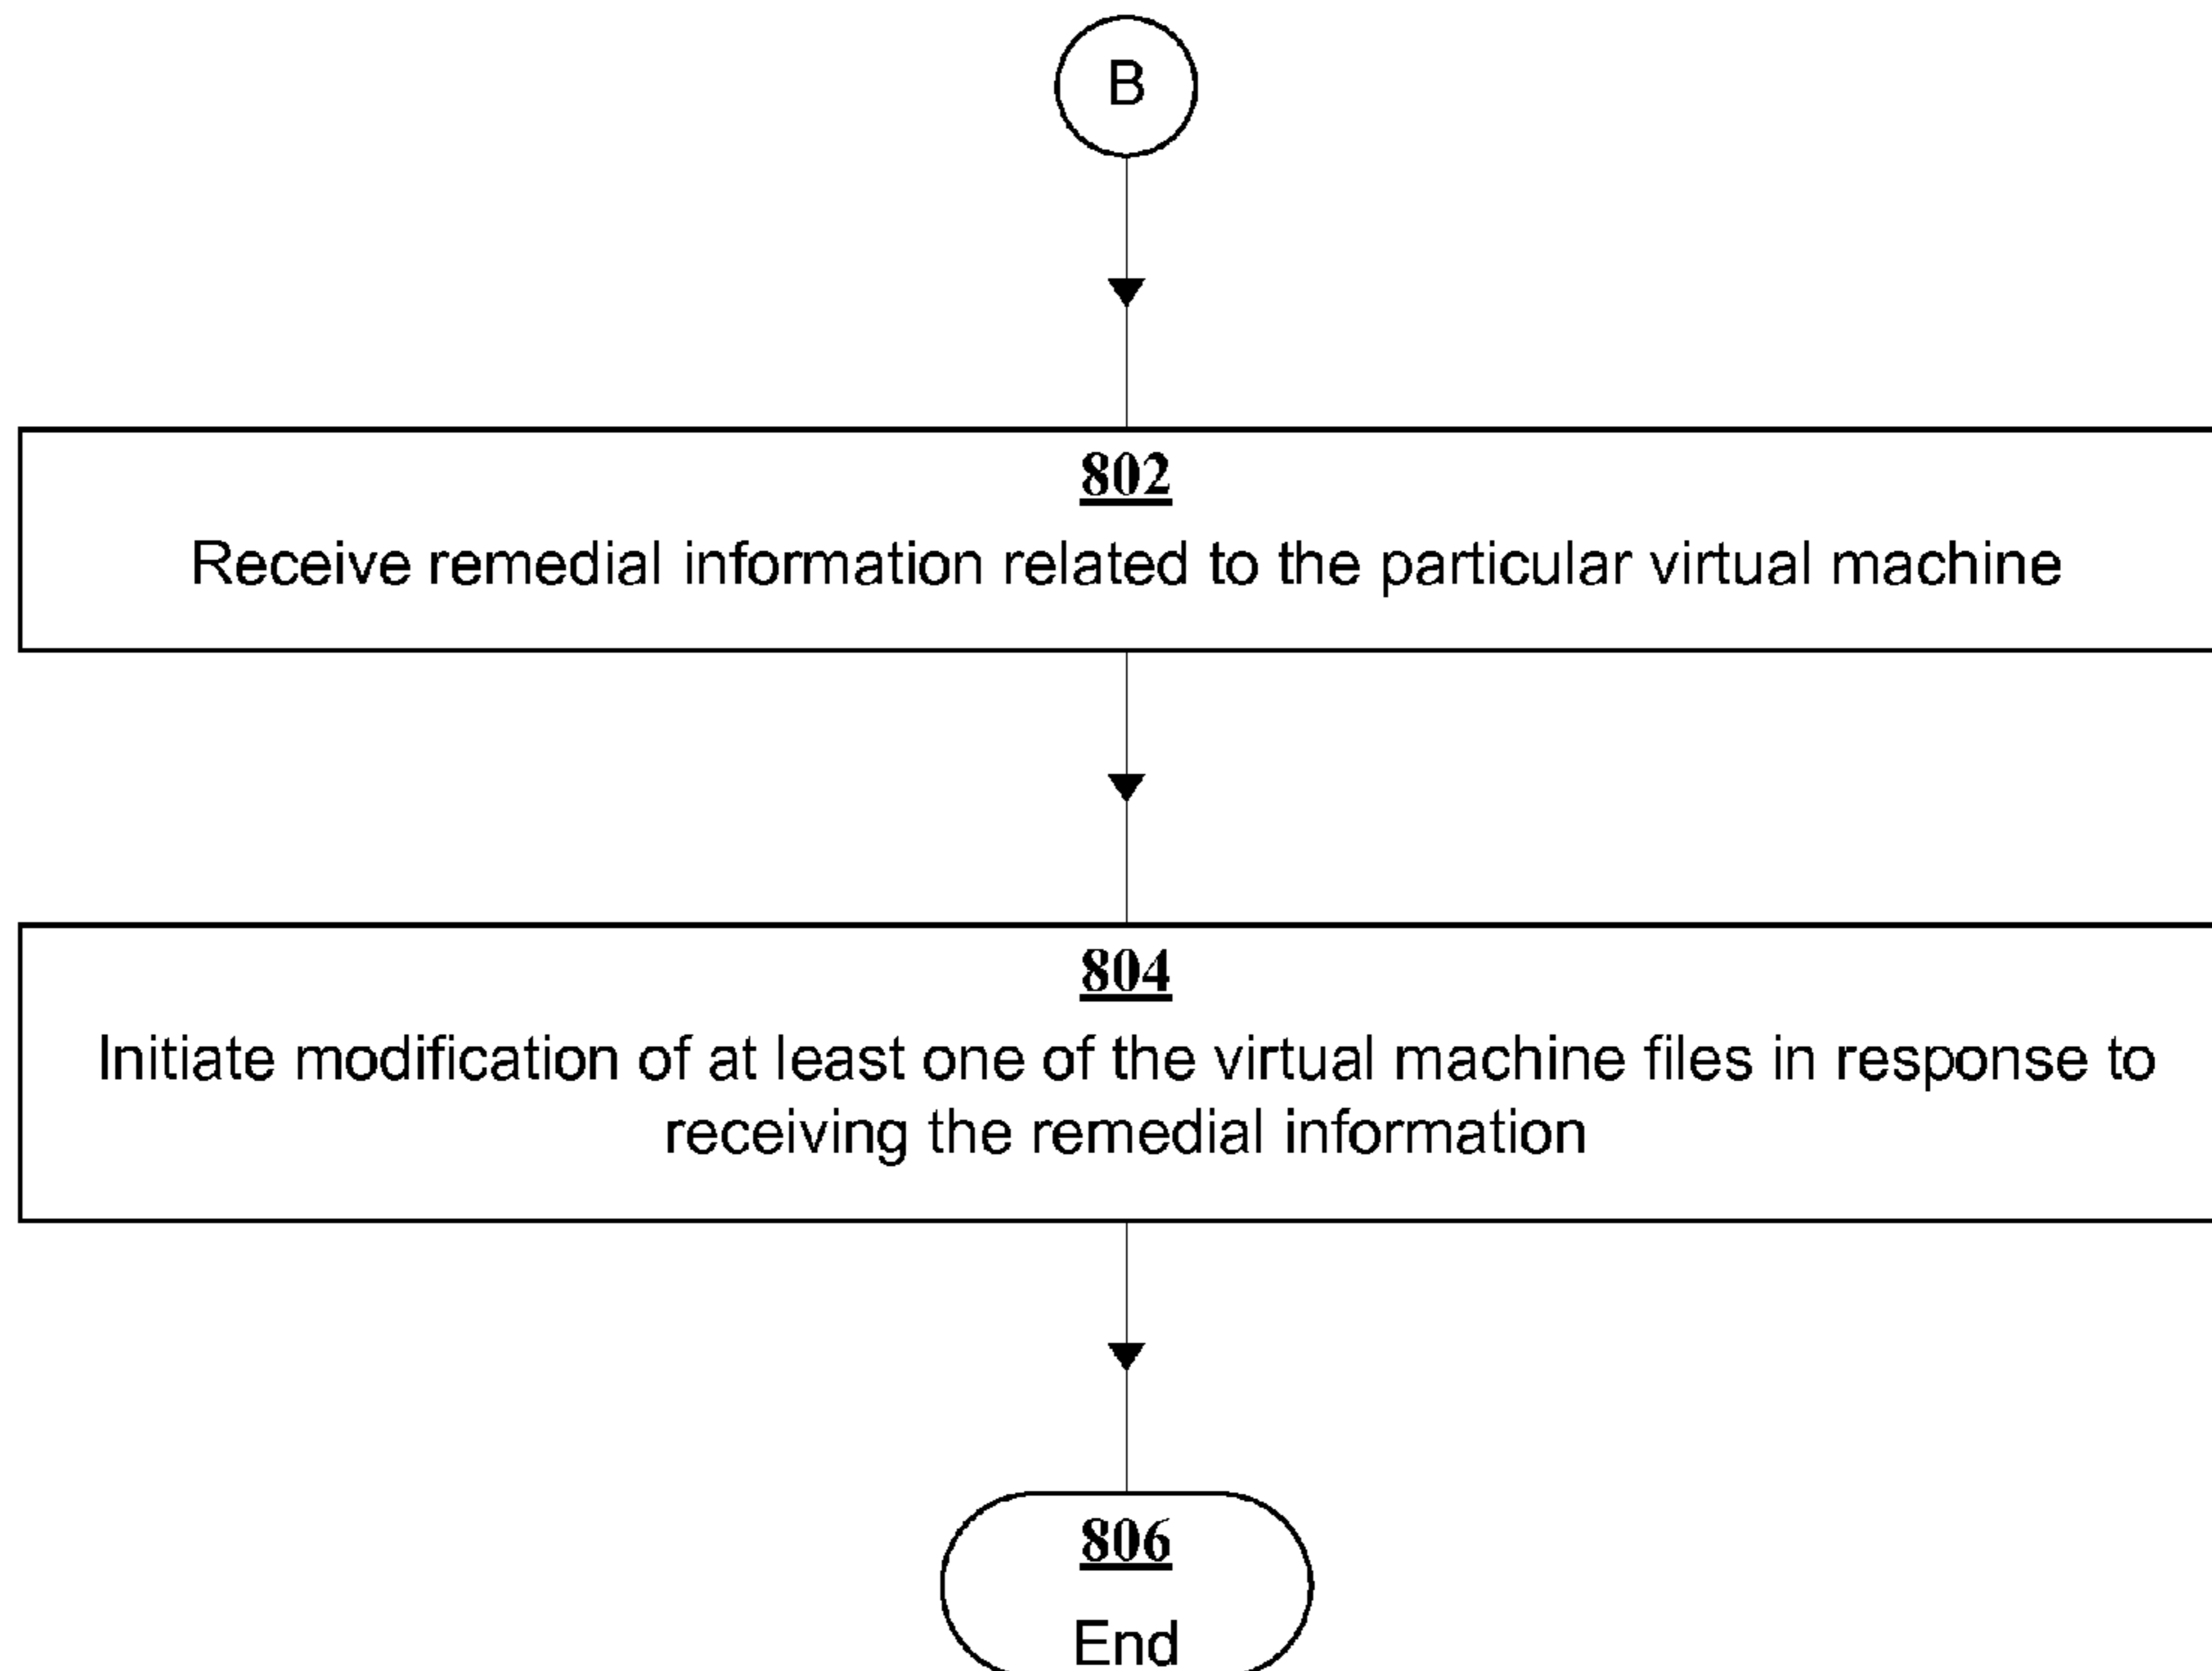 B
802
Receive remedial information related to the particular virtual machine
804
Initiate modification of at least one of the virtual machine files in response to
receiving the remedial information
806
End